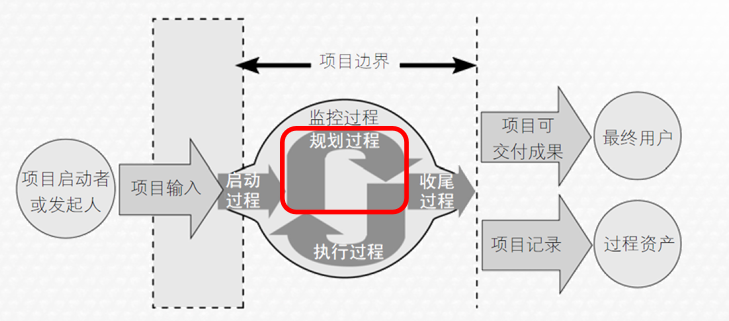 项目边界
监控过程
规划过程
项目启动者
或发起人
项目输入
启动
过程
收尾
过程
执行过程
项目可
交付成果
最终用户
项目记录
过程资产